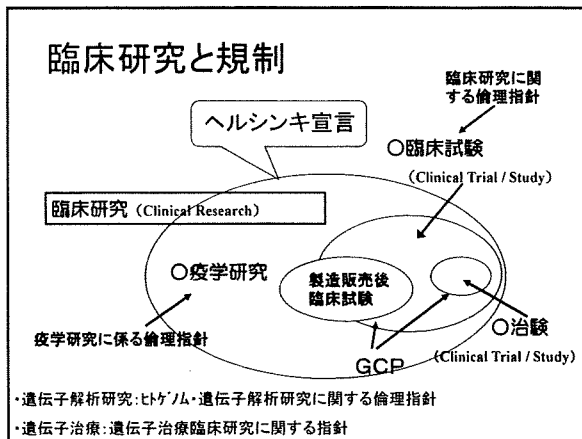 臨床研究と規制
臨床研究に関
する倫理指針
ヘルシンキ宣言
○臨床試験
(Clinical Trial / Study)
臨床研究 (Clinical Research)
○疫学研究
製造販売後
臨床試験
疫学研究に係る倫理指針
○治験
GCP
(Clinical Trial / Study)
・遺伝子解析研究:ヒトゲノム・遺伝子解析研究に関する倫理指針
・遺伝子治療:遺伝子治療臨床研究に関する指針